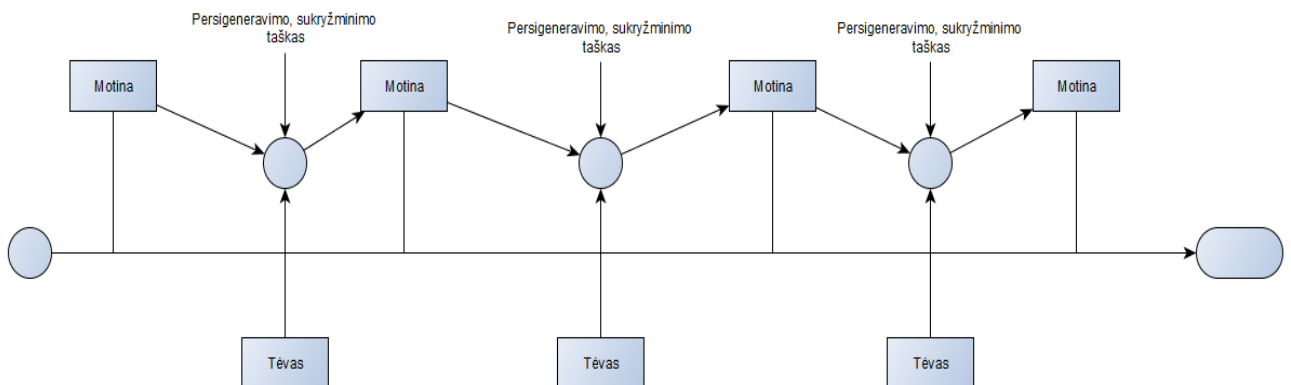 Persigeneravimo, sukryžminimo
taškas
Persigeneravimo, sukryžminimo
taškas
Persigeneravimo, sukryžminimo
taškas
Motina
Motina
Motina
Motina
Tėvas
Tėvas
Tėvas